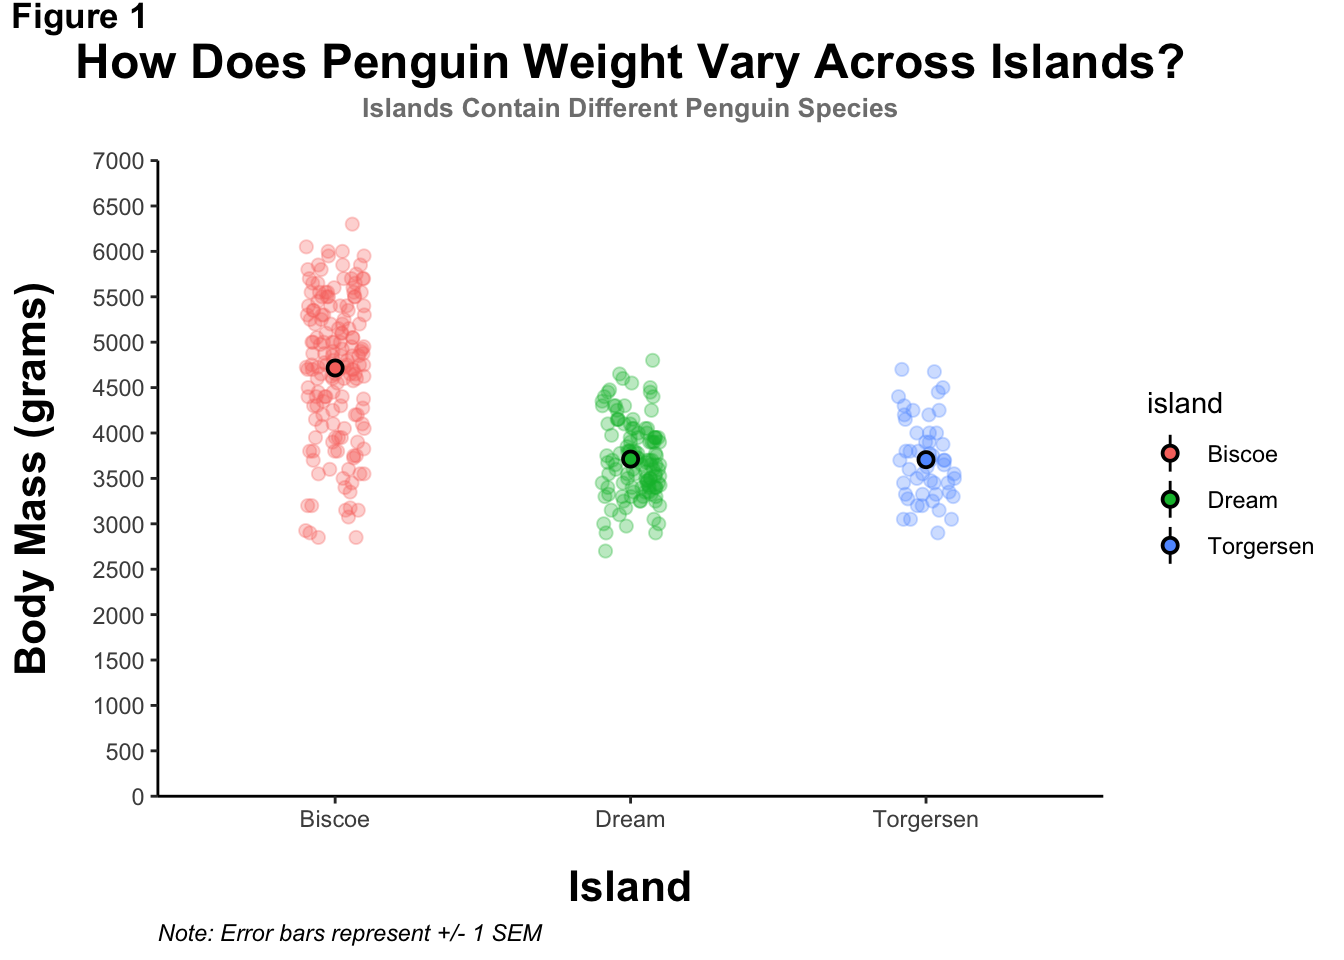 Figure 1
How Does Penguin Weight Vary Across Islands?
Islands Contain Different Penguin Species
7000
6500
6000
5500
5000
4500
4000
3500
3000
2500
2000
1500
1000
500
0
Body Mass (grams)
Biscoe
Dream
Torgersen
Island
island
Biscoe
Dream
Torgersen
Note: Error bars represent +/- 1 SEM